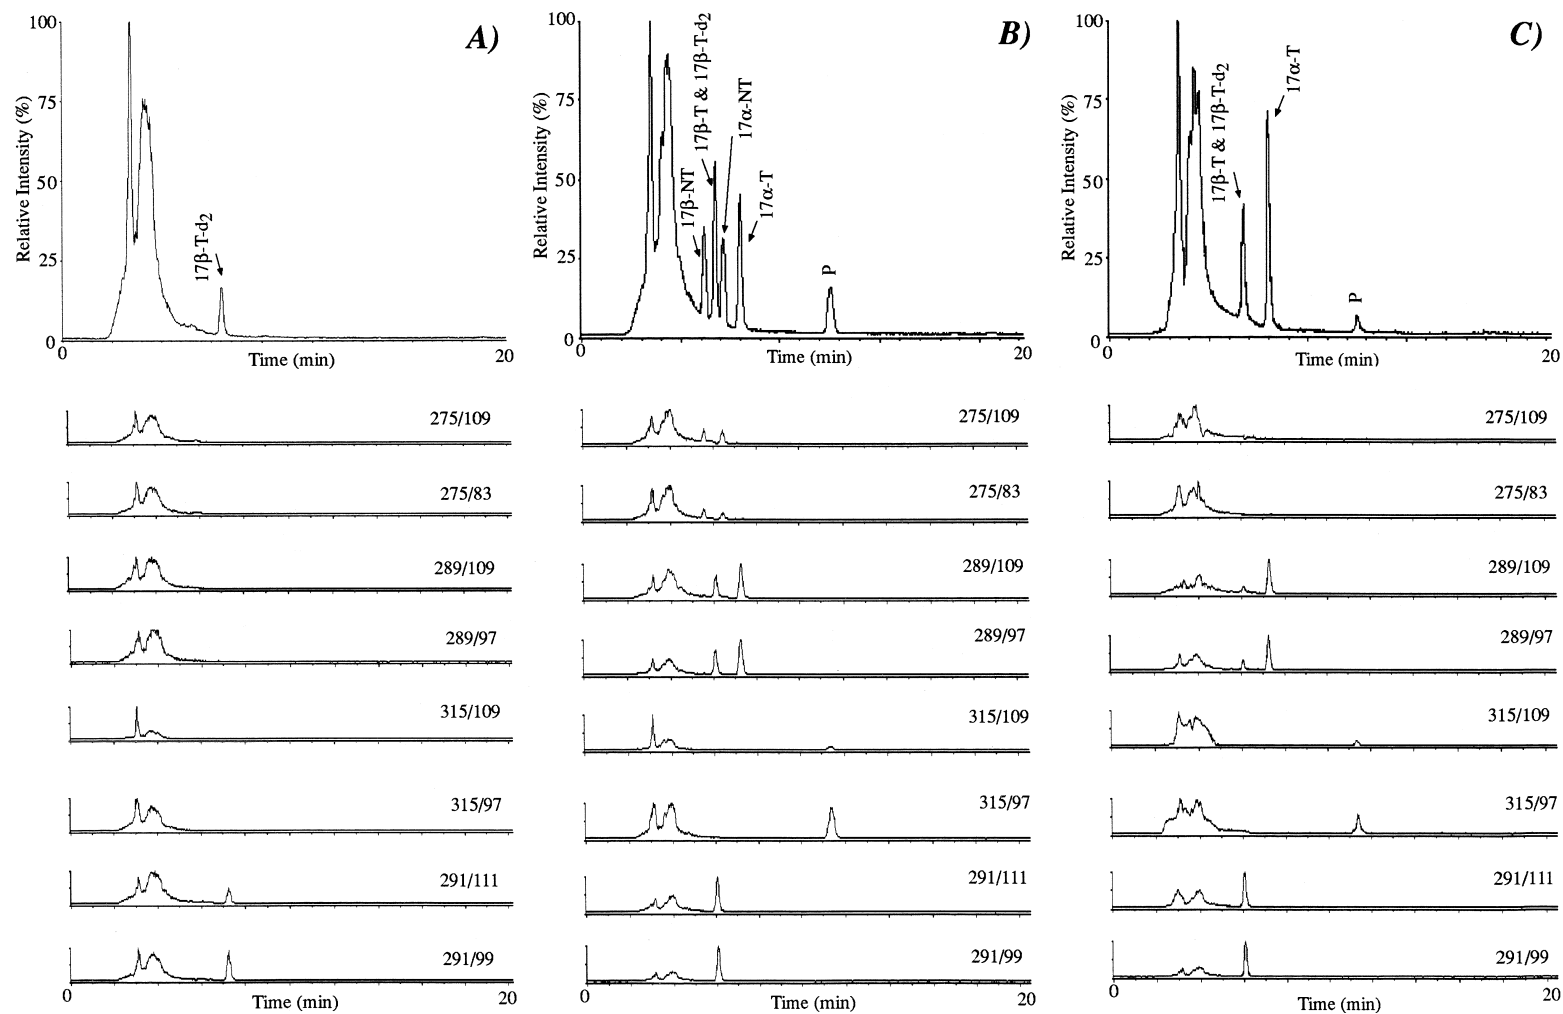 A)
100
75
50
25
0
Relative Intensity (%)
17β-T-d2
0
20
Time (min)
275/109
275/83
289/109
289/97
315/109
315/97
291/111
291/99
0
20
Time (min)
B)
100
75
50
25
0
Relative Intensity (%)
17β-NT
17β-T & 17β-T-d2
17α-NT
17α-T
P
0
20
Time (min)
275/109
275/83
289/109
289/97
315/109
315/97
291/111
291/99
0
20
Time (min)
C)
100
75
50
25
0
Relative Intensity (%)
17β-T & 17β-T-d2
17α-T
P
0
20
Time (min)
275/109
275/83
289/109
289/97
315/109
315/97
291/111
291/99
0
20
Time (min)